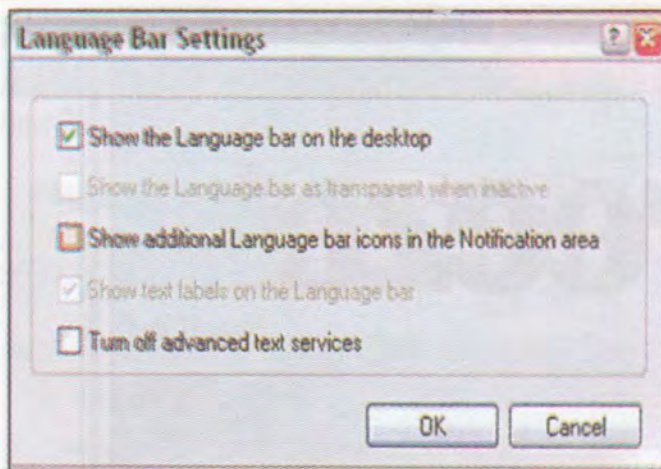 Language Bar Settings
Show the Language bar on the desktop
Show the Language bar as transparent when inactive
Show additional Language bar icons in the Notification area
Show text labels on the Language bar
Turn off advanced text services
OK Cancel